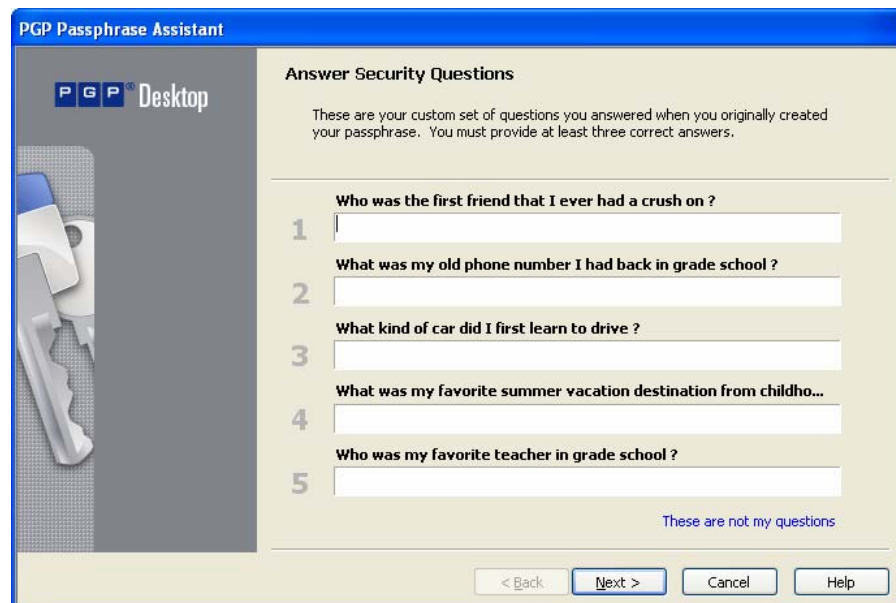 PGP Passphrase Assistant
PGP® Desktop
Answer Security Questions
These are your custom set of questions you answered when you originally created
your passphrase. You must provide at least three correct answers.
Who was the first friend that I ever had a crush on ?
1
What was my old phone number I had back in grade school ?
2
What kind of car did I first learn to drive ?
3
What was my favorite summer vacation destination from childho...
4
Who was my favorite teacher in grade school ?
5
These are not my questions
< Back
Next >
Cancel
Help